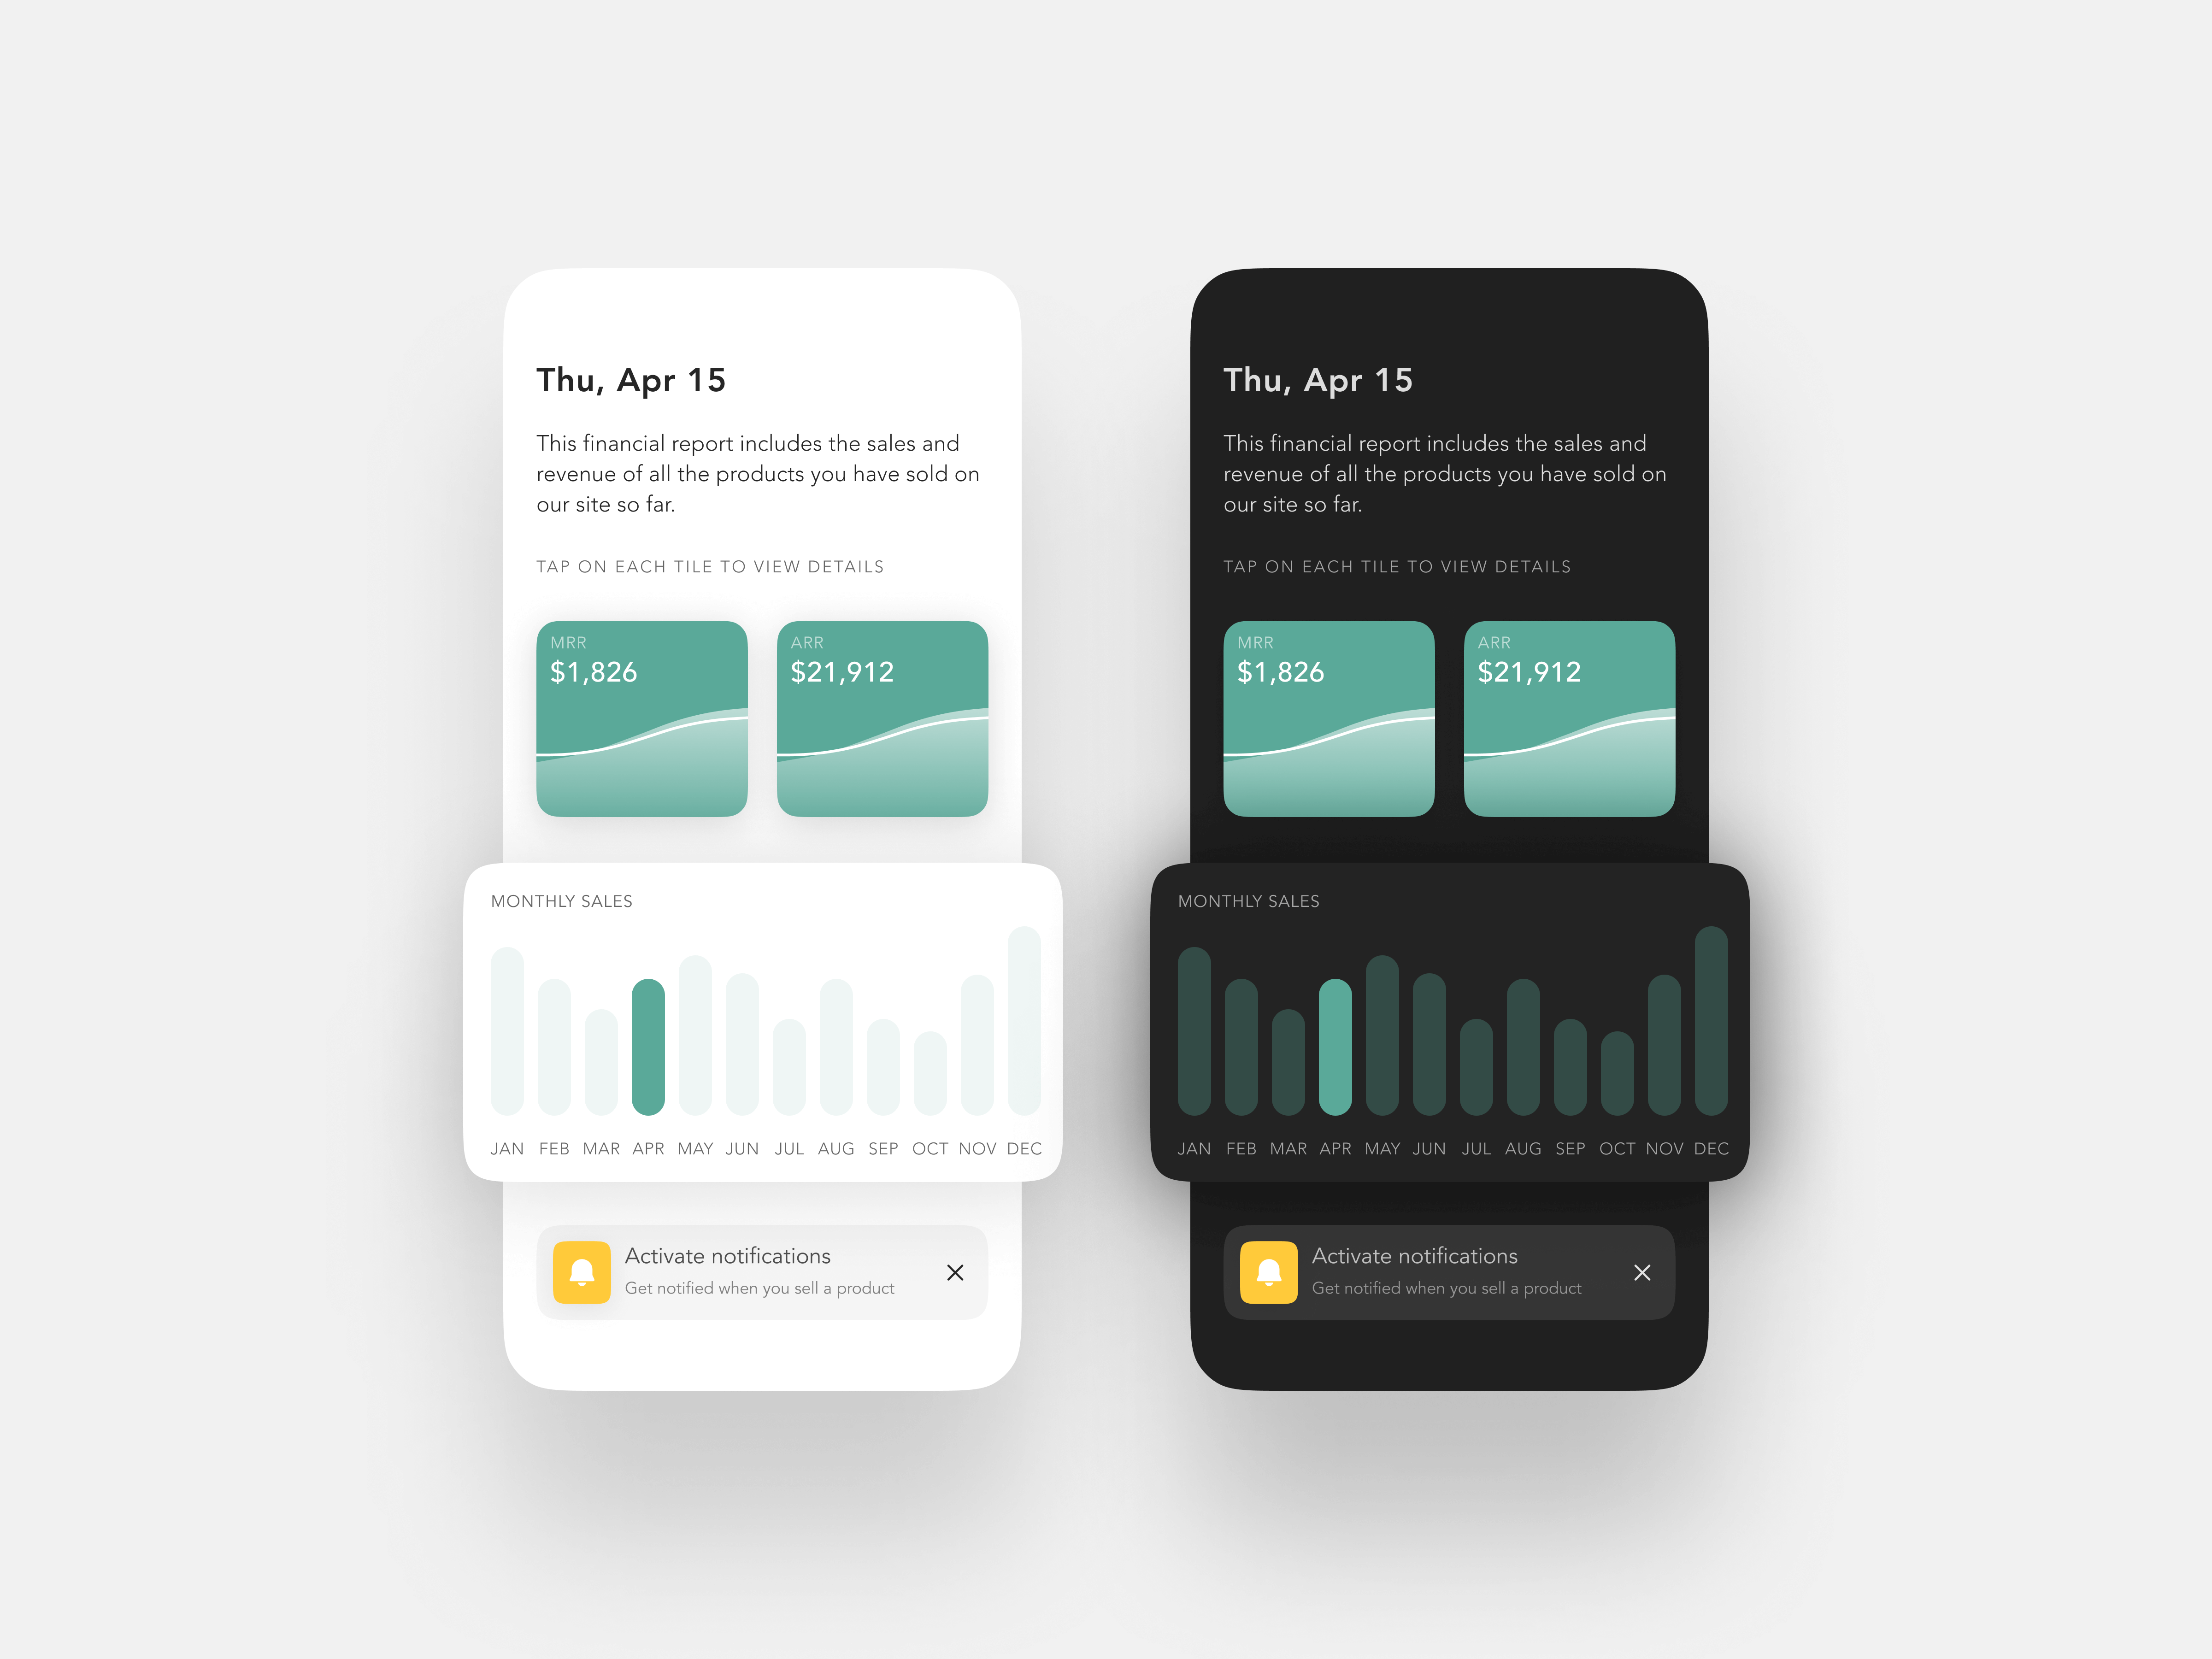 Thu, Apr 15
This financial report includes the sales and
revenue of all the products you have sold on
our site so far.
TAP ON EACH TILE TO VIEW DETAILS
MRR
$1,826
ARR
$21,912
MONTHLY SALES
JAN FEB MAR APR MAY JUN JUL AUG SEP OCT NOV DEC
Activate notifications
Get notified when you sell a product
Thu, Apr 15
This financial report includes the sales and
revenue of all the products you have sold on
our site so far.
TAP ON EACH TILE TO VIEW DETAILS
MRR
$1,826
ARR
$21,912
MONTHLY SALES
JAN FEB MAR APR MAY JUN JUL AUG SEP OCT NOV DEC
Activate notifications
Get notified when you sell a product